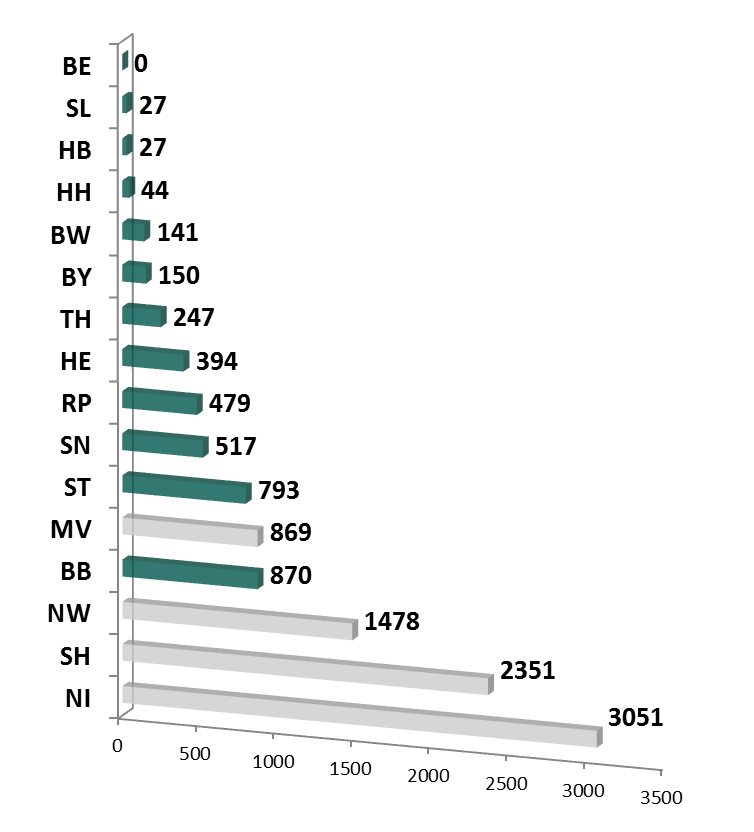 BE 0
SL 27
HB 27
HH 44
BW 141
BY 150
TH 247
HE 394
RP 479
SN 517
ST 793
MV 869
BB 870
NW 1478
SH 2351
NI 3051
0 500 1000 1500 2000 2500 3000 3500